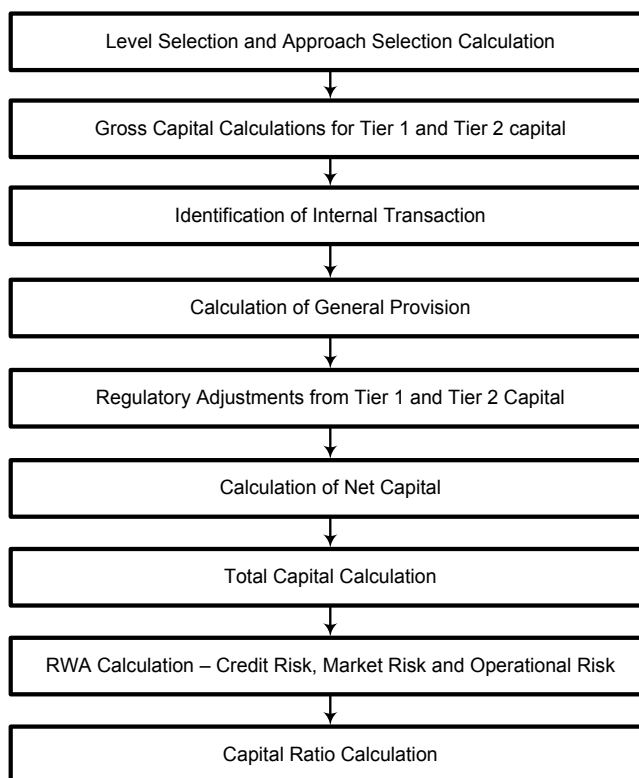 Level Selection and Approach Selection Calculation
Gross Capital Calculations for Tier 1 and Tier 2 capital
Identification of Internal Transaction
Calculation of General Provision
Regulatory Adjustments from Tier 1 and Tier 2 Capital
Calculation of Net Capital
Total Capital Calculation
RWA Calculation – Credit Risk, Market Risk and Operational Risk
Capital Ratio Calculation